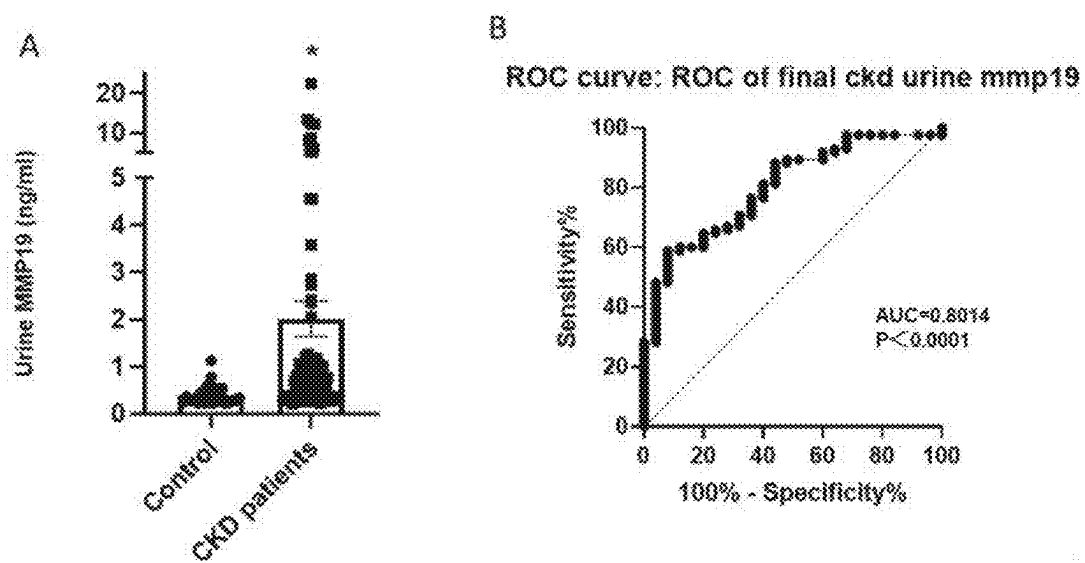 A
*
20
10
5
4
3
2
1
0
Urine MMP19 (ng/ml)
Control
CKD patients
B
ROC curve: ROC of final ckd urine mmp19
100
80
60
40
20
0
Sensitivity%
AUC=0.8014
P<0.0001
0 20 40 60 80 100
100% - Specificity%